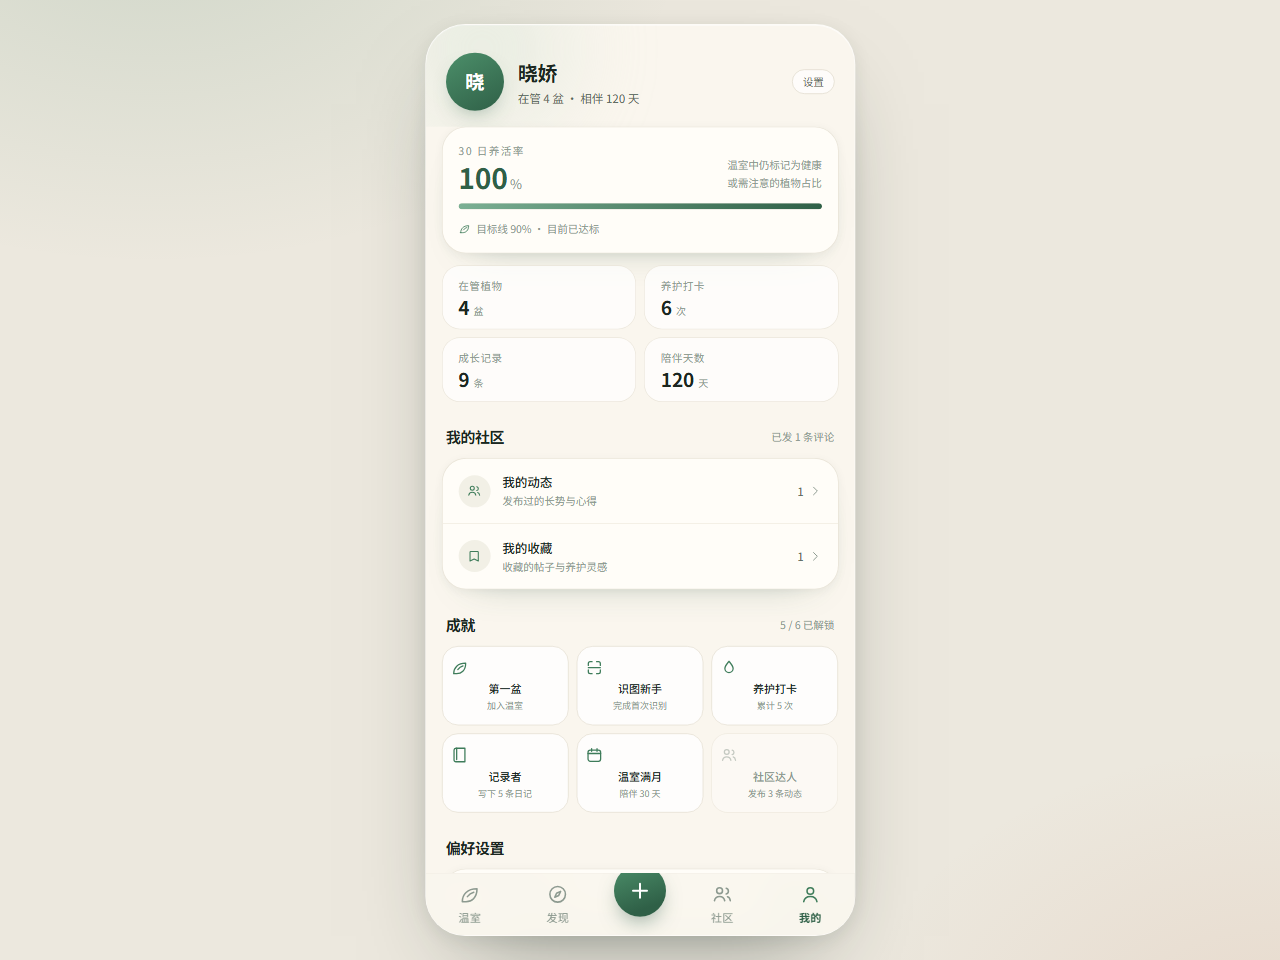 晓
晓娇
在管 4 盆 · 相伴 120 天
设置
30 日养活率
100 %
温室中仍标记为健康
或需注意的植物占比
目标线 90% · 目前已达标
在管植物
4 盆
养护打卡
6 次
成长记录
9 条
陪伴天数
120 天
我的社区
已发 1 条评论
我的动态
发布过的长势与心得
1
我的收藏
收藏的帖子与养护灵感
1
成就
5 / 6 已解锁
第一盆
加入温室
识图新手
完成首次识别
养护打卡
累计 5 次
记录者
写下 5 条日记
温室满月
陪伴 30 天
社区达人
发布 3 条动态
偏好设置
温室
发现
社区
我的